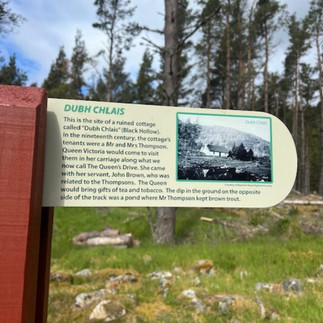 DUBH CHLAIS
This is the site of a ruined cottage
called "Dubh Chlais" (Black Hollow).
In the nineteenth century, the cottage's
tenants were a Mr and Mrs Thompson.
Queen Victoria would come to visit
them in her carriage along what we
now call The Queen's Drive. She came
with her servant, John Brown, who was
related to the Thompsons. The Queen
would bring gifts of tea and tobacco. The dip in the ground on the opposite
side of the track was a pond where Mr Thompson kept brown trout.
DUBH CHLAIS